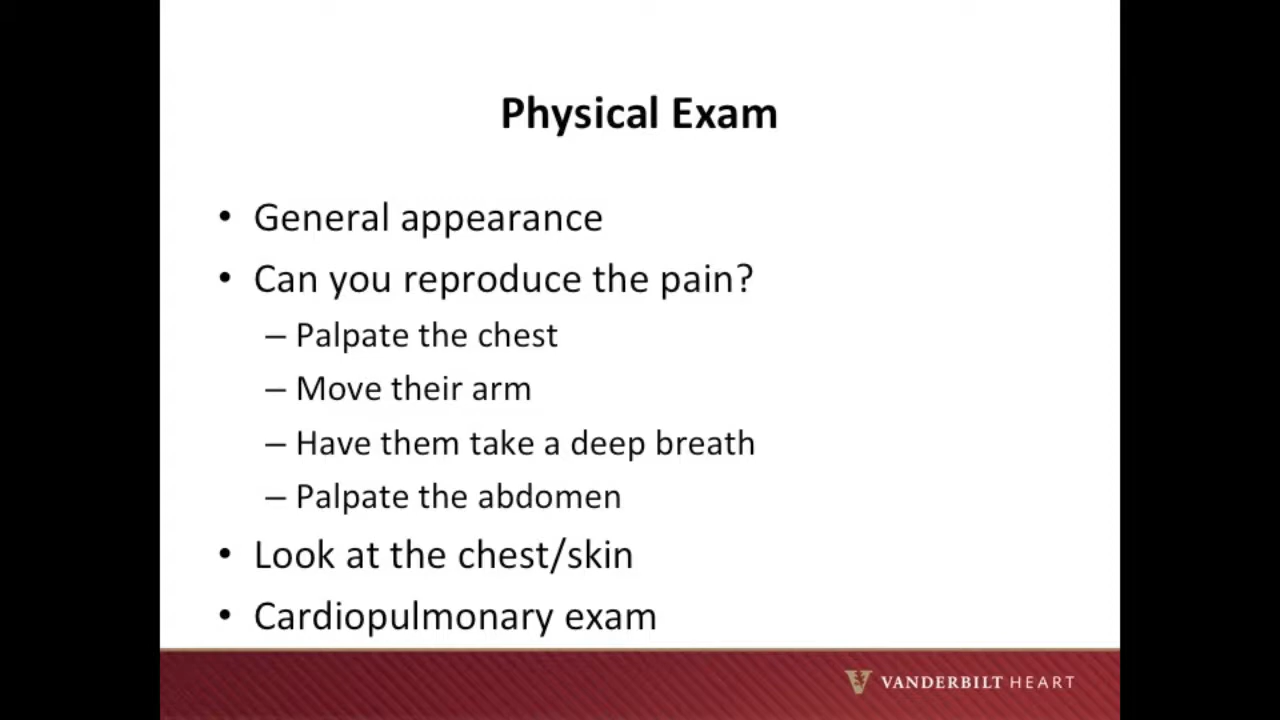 Physical Exam
• General appearance
• Can you reproduce the pain?
– Palpate the chest
– Move their arm
– Have them take a deep breath
– Palpate the abdomen
• Look at the chest/skin
• Cardiopulmonary exam
VANDERBILT HEART